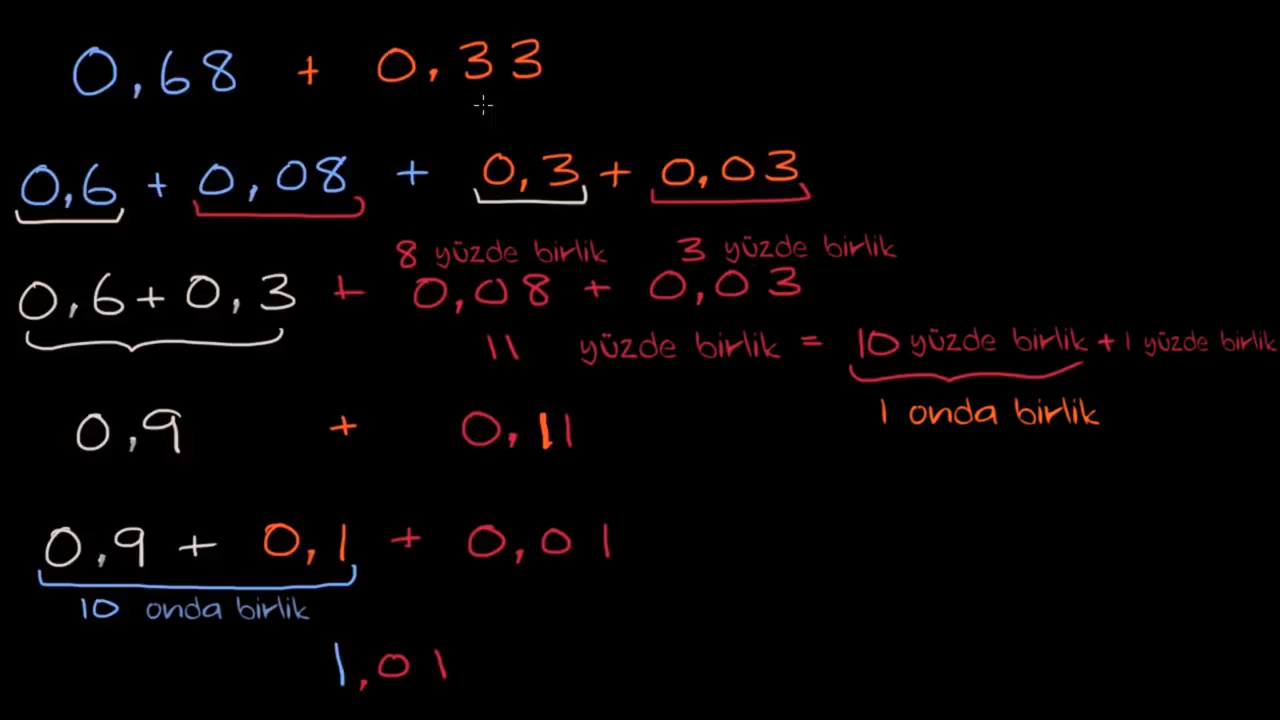 0,68 + 0,33
0,6 + 0,08 + 0,3 + 0,03
8 yüzde birlik 3 yüzde birlik
0,6 + 0,3 + 0,08 + 0,03
11 yüzde birlik = 10 yüzde birlik + 1 yüzde birlik
1 onda birlik
0,9 + 0,11
0,9 + 0,1 + 0,01
10 onda birlik
1,01